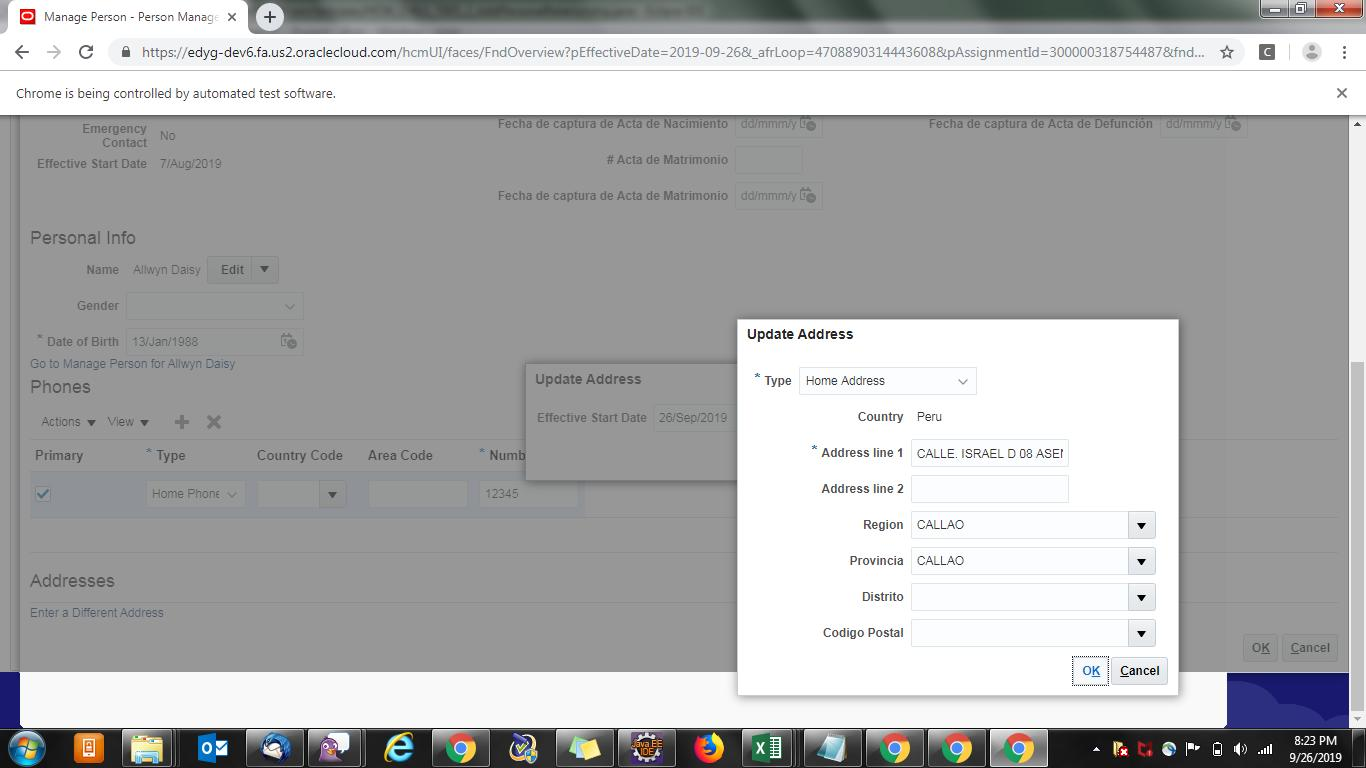 Manage Person - Person Manage
https://edyg-dev6.fa.us2.oraclecloud.com/hcmUI/faces/FndOverview?pEffectiveDate=2019-09-26&_afrLoop=4708890314443608&pAssignmentId=300000318754487&fnd...
Chrome is being controlled by automated test software.
Emergency Contact No
Effective Start Date 7/Aug/2019
Fecha de captura de Acta de Nacimiento dd/mmm/y
# Acta de Matrimonio
Fecha de captura de Acta de Matrimonio dd/mmm/y
Fecha de captura de Acta de Defunción dd/mmm/y
Personal Info
Name Allwyn Daisy Edit
Gender
* Date of Birth 13/Jan/1988
Go to Manage Person for Allwyn Daisy
Phones
Actions View
Primary * Type Country Code Area Code * Numb
Home Phone 12345
Addresses
Enter a Different Address
OK Cancel
Update Address
Effective Start Date 26/Sep/2019
Update Address
* Type Home Address
Country Peru
* Address line 1 CALLE. ISRAEL D 08 ASEN
Address line 2
Region CALLAO
Provincia CALLAO
Distrito
Codigo Postal
OK Cancel
Java EE
IDE
8:23 PM
9/26/2019